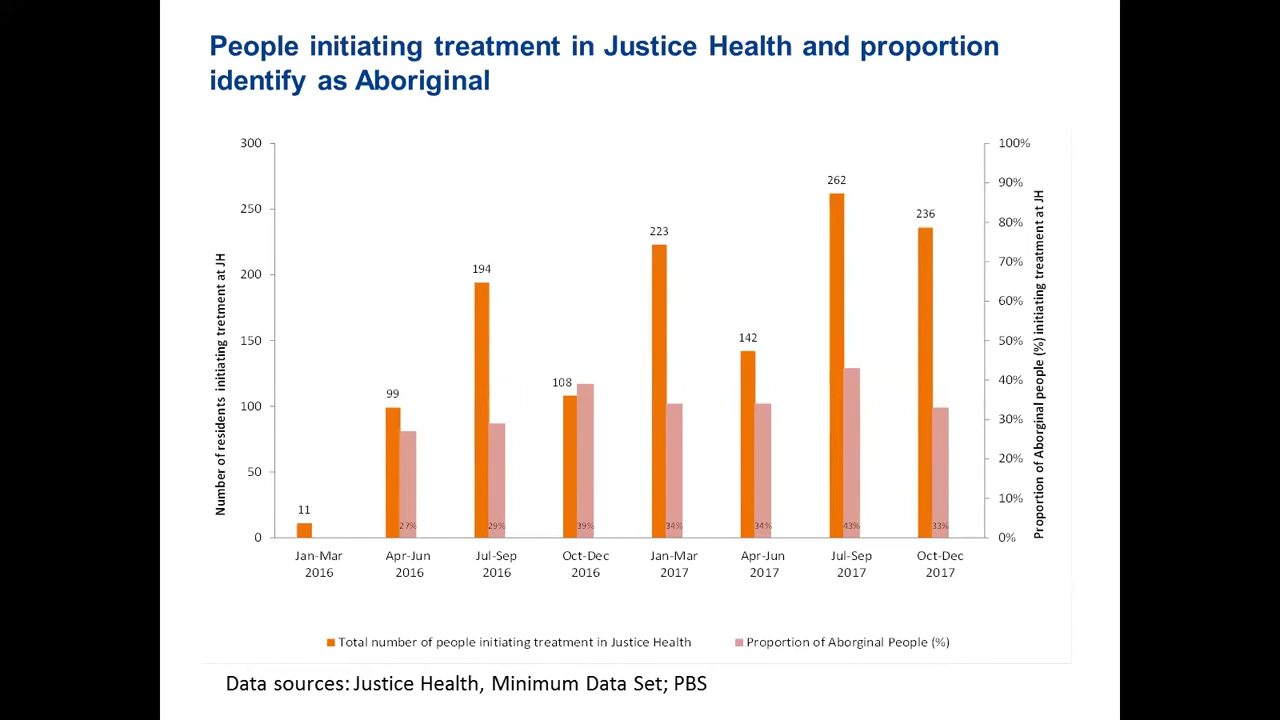 People initiating treatment in Justice Health and proportion
identify as Aboriginal
300
250
200
150
100
50
0
Number of residents initiating tretment at JH
100%
90%
80%
70%
60%
50%
40%
30%
20%
10%
0%
Proportion of Aboriginal people (%) initiating treatment at JH
11
99
194
108
223
142
262
236
27%
29%
39%
34%
34%
43%
33%
Jan-Mar
2016
Apr-Jun
2016
Jul-Sep
2016
Oct-Dec
2016
Jan-Mar
2017
Apr-Jun
2017
Jul-Sep
2017
Oct-Dec
2017
Total number of people initiating treatment in Justice Health
Proportion of Aborginal People (%)
Data sources: Justice Health, Minimum Data Set; PBS